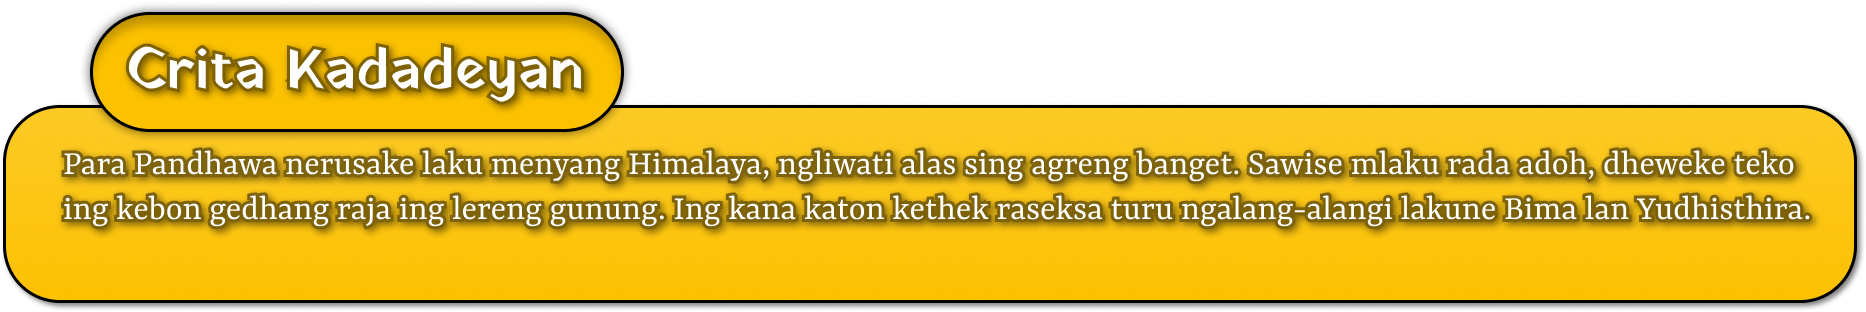 Crita Kadadeyan
Para Pandhawa nerusake laku menyang Himalaya, ngliwati alas sing agreng banget. Sawise mlaku rada adoh, dheweke teko
ing kebon gedhang raja ing lereng gunung. Ing kana katon kethek raseksa turu ngalang-alangi lakune Bima lan Yudhisthira.